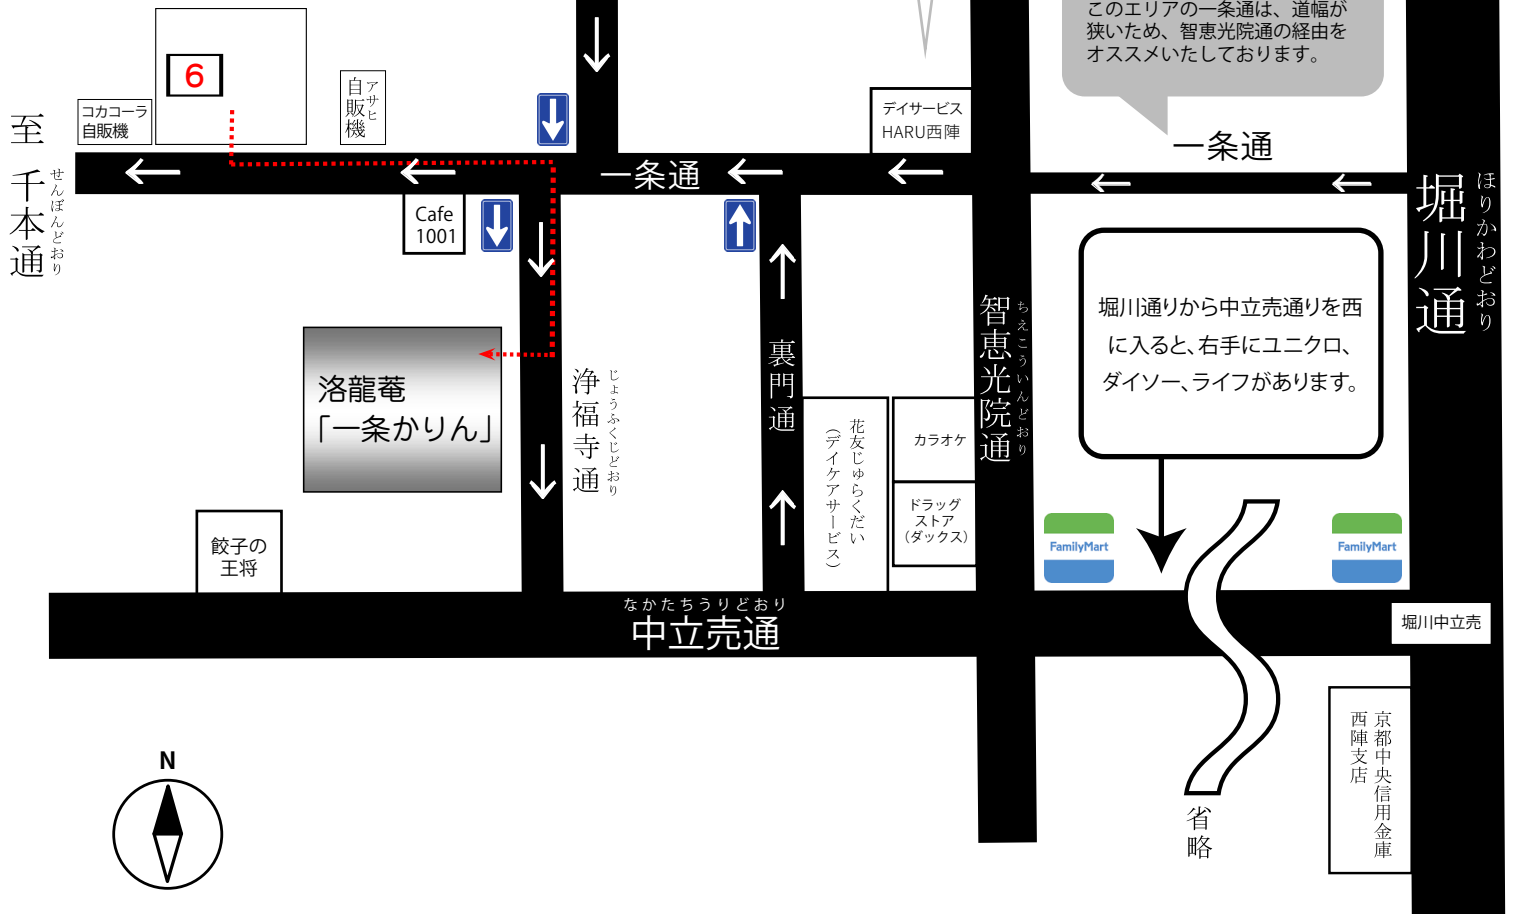 このエリアの一条通は、道幅が
狭いため、智恵光院通の経由を
オススメいたしております。
6
コカコーラ
自販機
アサヒ
自販機
デイサービス
HARU西陣
一条通
一条通
至 千本通
せんぼんどおり
Cafe
1001
堀川通
ほりかわどおり
堀川通りから中立売通りを西
に入ると、右手にユニクロ、
ダイソー、ライフがあります。
智恵光院通
ちえこういんどおり
洛龍菴
「一条かりん」
浄福寺通
じょうふくじどおり
裏門通
花友じゅらくだい
（デイケアサービス）
カラオケ
ドラッグ
ストア
（ダックス）
餃子の
王将
FamilyMart
FamilyMart
なかたちうりどおり
中立売通
堀川中立売
京都中央信用金庫
西陣支店
省略
N